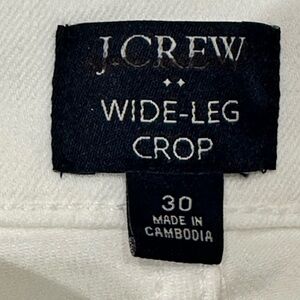 J.CREW
WIDE-LEG
CROP
30
MADE IN
CAMBODIA